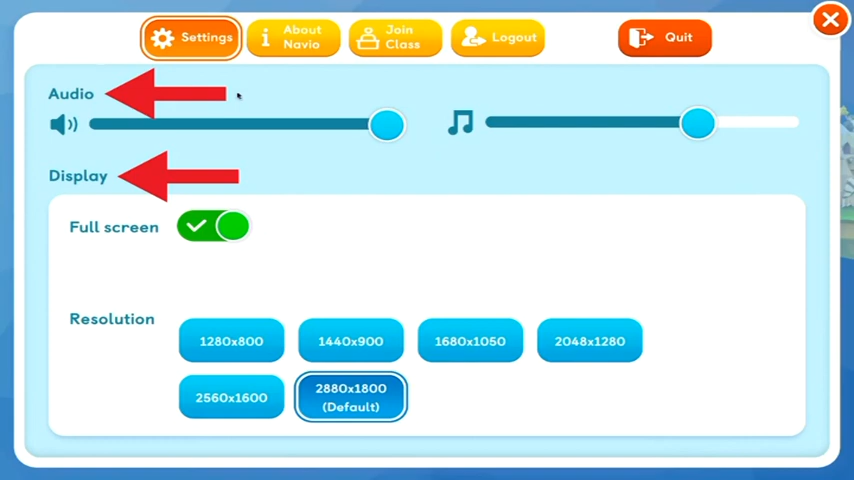 Settings
About
Navio
Join
Class
Logout
Quit
Audio
Display
Full screen
Resolution
1280x800
1440x900
1680x1050
2048x1280
2560x1600
2880x1800
(Default)